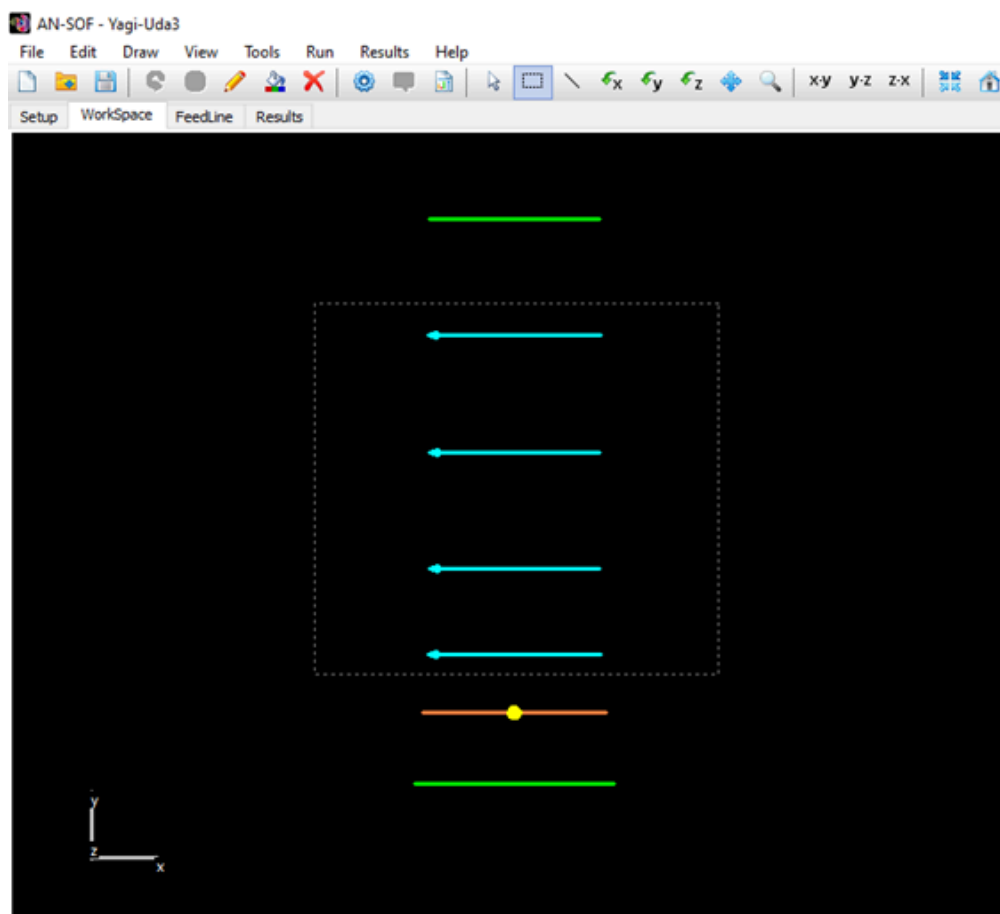 AN-SOF - Yagi-Uda3
File Edit Draw View Tools Run Results Help
x y z x·y y·z z·x
Setup WorkSpace FeedLine Results
y
z
x